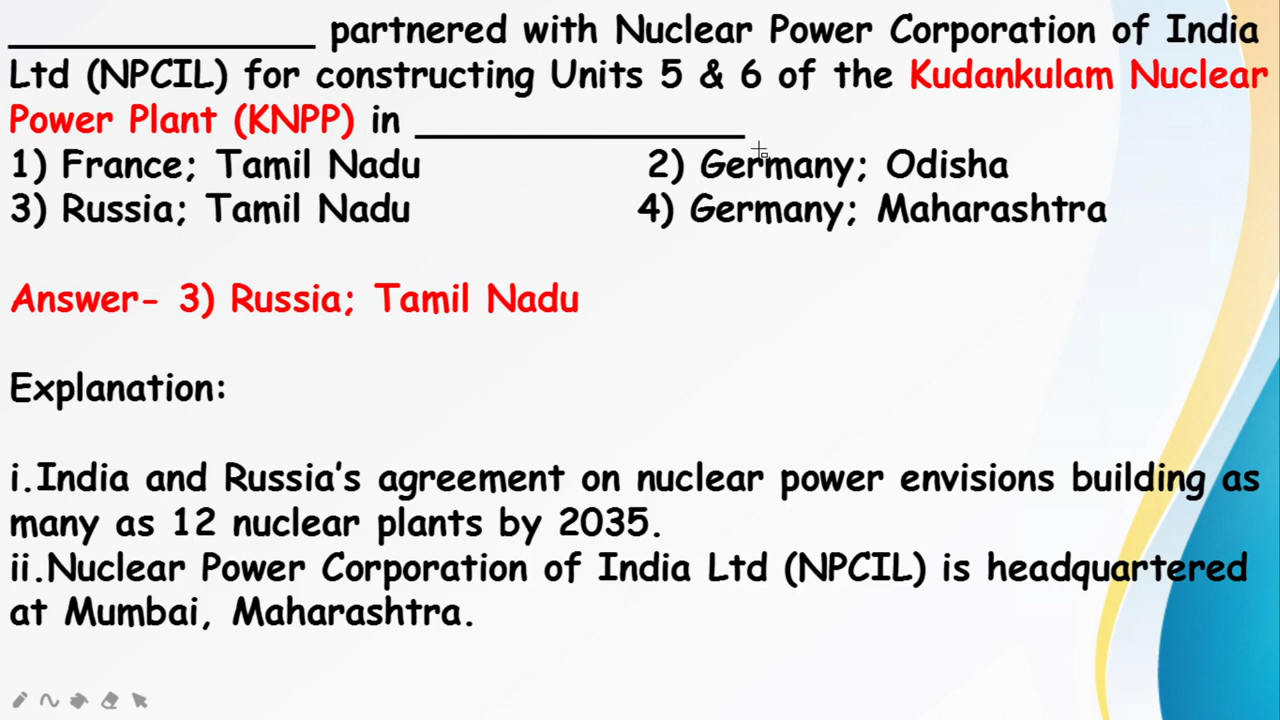 ______________ partnered with Nuclear Power Corporation of India
Ltd (NPCIL) for constructing Units 5 & 6 of the Kudankulam Nuclear
Power Plant (KNPP) in _______________
1) France; Tamil Nadu 2) Germany; Odisha
3) Russia; Tamil Nadu 4) Germany; Maharashtra
Answer- 3) Russia; Tamil Nadu
Explanation:
i.India and Russia's agreement on nuclear power envisions building as
many as 12 nuclear plants by 2035.
ii.Nuclear Power Corporation of India Ltd (NPCIL) is headquartered
at Mumbai, Maharashtra.